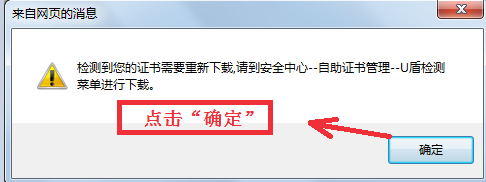 来自网页的消息
检测到您的证书需要重新下载,请到安全中心--自助证书管理--U盾检测
菜单进行下载。
点击“确定”
确定